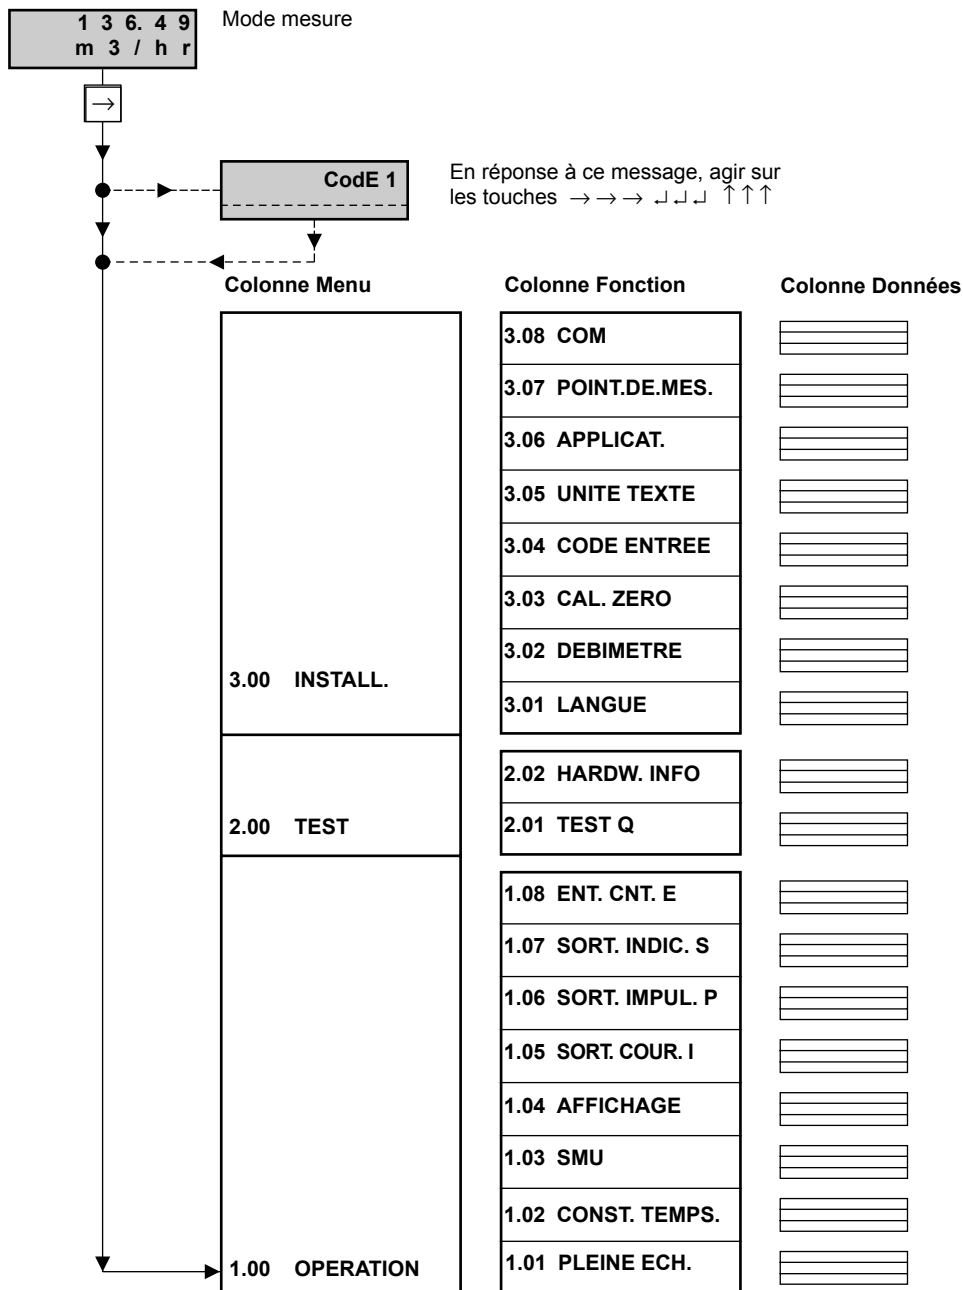 1 3 6. 4 9
m 3 / h r
Mode mesure
→
CodE 1
En réponse à ce message, agir sur
les touches → → → ↵ ↵ ↵ ↑ ↑ ↑
Colonne Menu
Colonne Fonction
Colonne Données
3.08 COM
3.07 POINT.DE.MES.
3.06 APPLICAT.
3.05 UNITE TEXTE
3.04 CODE ENTREE
3.03 CAL. ZERO
3.02 DEBIMETRE
3.00 INSTALL.
3.01 LANGUE
2.02 HARDW. INFO
2.00 TEST
2.01 TEST Q
1.08 ENT. CNT. E
1.07 SORT. INDIC. S
1.06 SORT. IMPUL. P
1.05 SORT. COUR. I
1.04 AFFICHAGE
1.03 SMU
1.02 CONST. TEMPS.
1.00 OPERATION
1.01 PLEINE ECH.